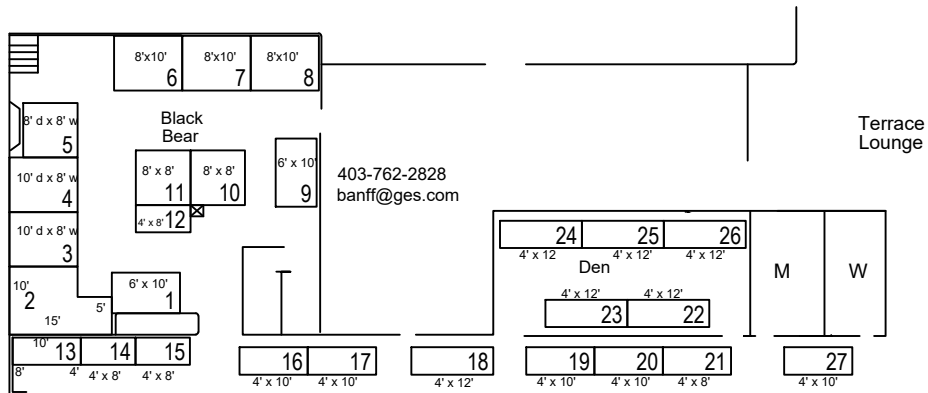 8'x10'
6
8'x10'
7
8'x10'
8
8' d x 8' w
5
Black
Bear
Terrace
Lounge
10' d x 8' w
4
8' x 8'
11
8' x 8'
10
6' x 10'
9
403-762-2828
banff@ges.com
4' x 8'
12
10' d x 8' w
3
24
4' x 12
25
4' x 12'
26
4' x 12'
Den
M
W
10'
2
15'
5'
6' x 10'
1
4' x 12'
23
4' x 12'
22
10'
13
8'
4'
14
4' x 8'
15
4' x 8'
16
4' x 10'
17
4' x 10'
18
4' x 12'
19
4' x 10'
20
4' x 10'
21
4' x 8'
27
4' x 10'